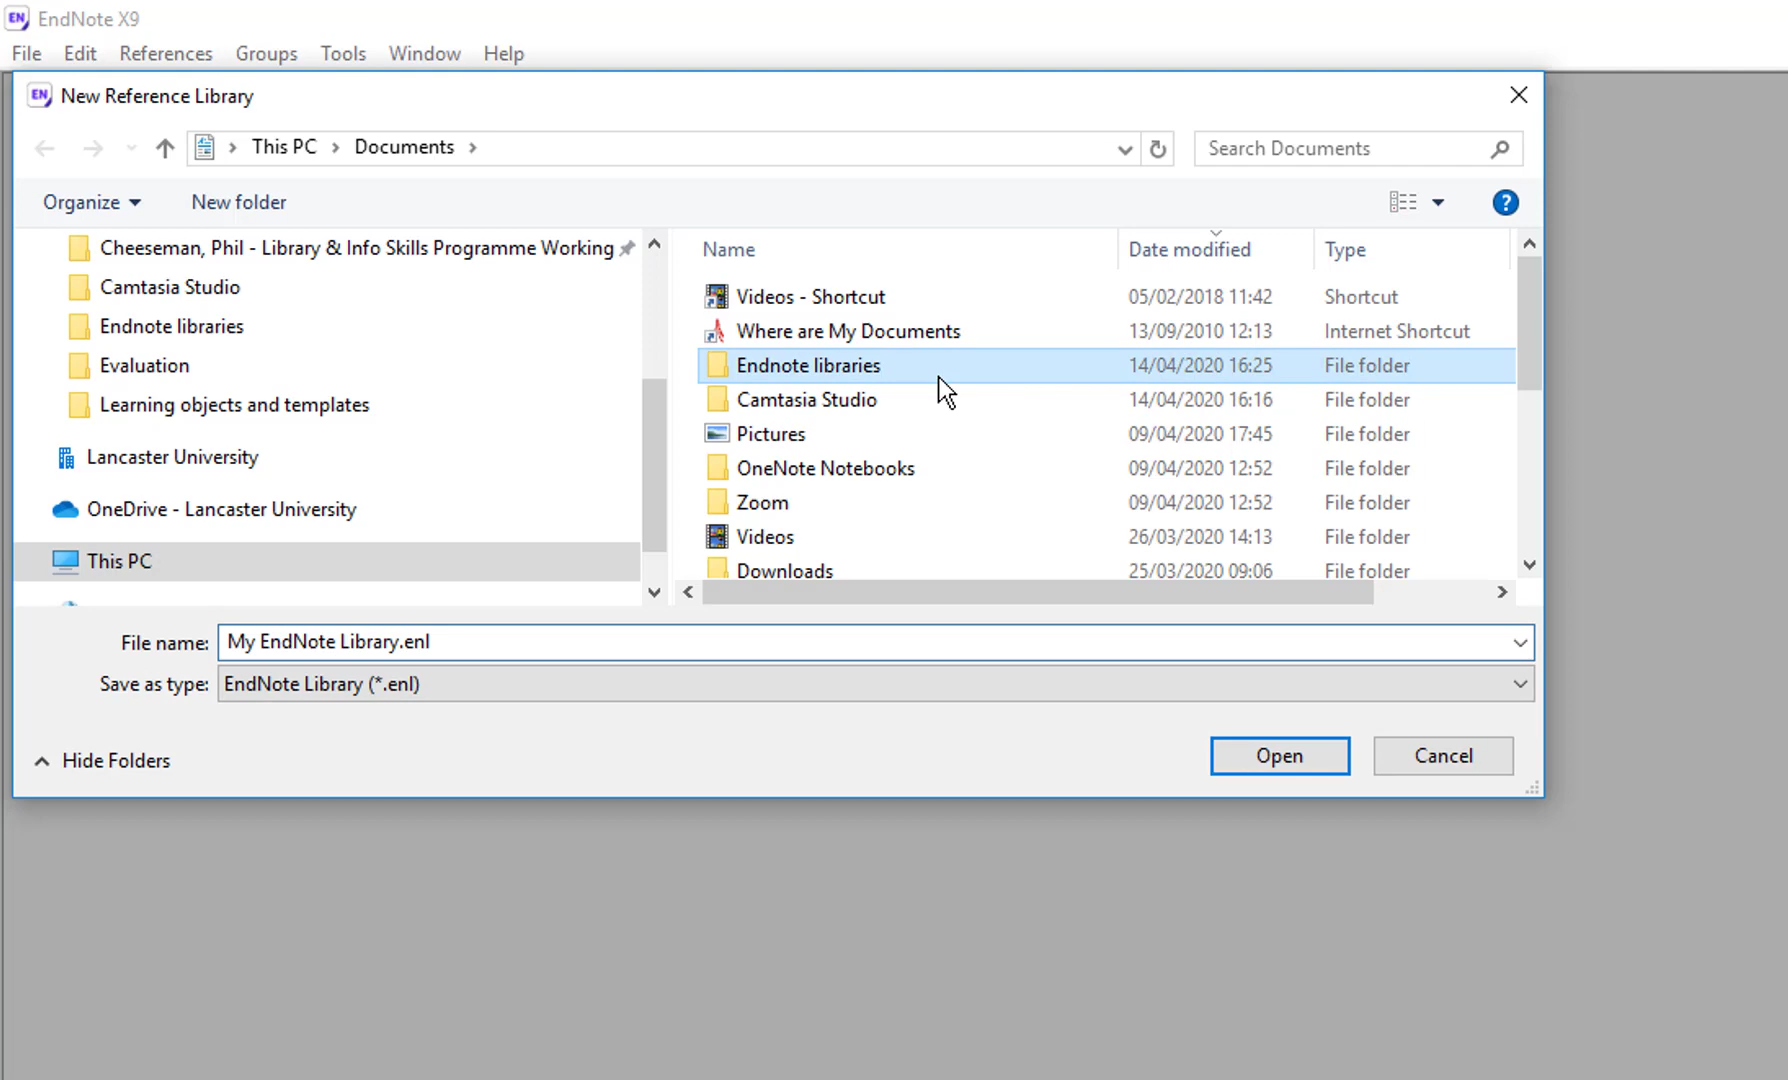 EndNote X9
File Edit References Groups Tools Window Help
New Reference Library
This PC > Documents >
Search Documents
Organize New folder
Cheeseman, Phil - Library & Info Skills Programme Working
Camtasia Studio
Endnote libraries
Evaluation
Learning objects and templates
Lancaster University
OneDrive - Lancaster University
This PC
Name Date modified Type
Videos - Shortcut 05/02/2018 11:42 Shortcut
Where are My Documents 13/09/2010 12:13 Internet Shortcut
Endnote libraries 14/04/2020 16:25 File folder
Camtasia Studio 14/04/2020 16:16 File folder
Pictures 09/04/2020 17:45 File folder
OneNote Notebooks 09/04/2020 12:52 File folder
Zoom 09/04/2020 12:52 File folder
Videos 26/03/2020 14:13 File folder
Downloads 25/03/2020 09:06 File folder
File name: My EndNote Library.enl
Save as type: EndNote Library (*.enl)
Hide Folders
Open Cancel